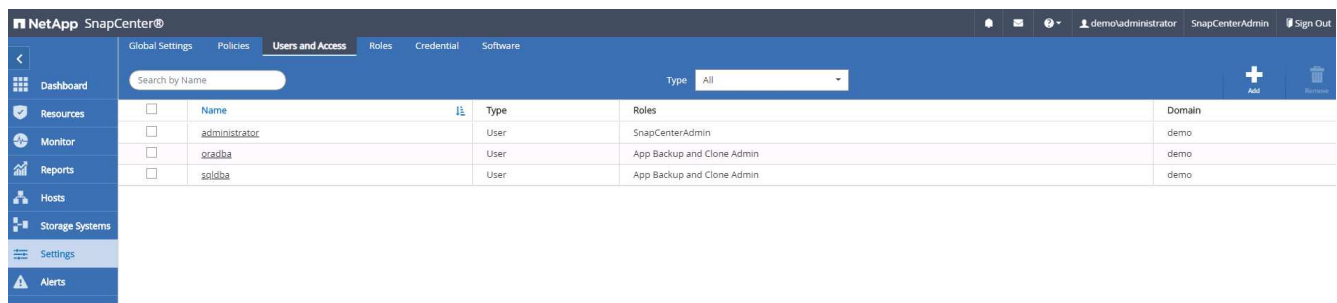 NetApp SnapCenter® demo\administrator SnapCenterAdmin Sign Out
Global Settings Policies Users and Access Roles Credential Software
Search by Name Type All Add Remove
Dashboard
Resources
Monitor
Reports
Hosts
Storage Systems
Settings
Alerts
Name Type Roles Domain
administrator User SnapCenterAdmin demo
oradba User App Backup and Clone Admin demo
sqldba User App Backup and Clone Admin demo